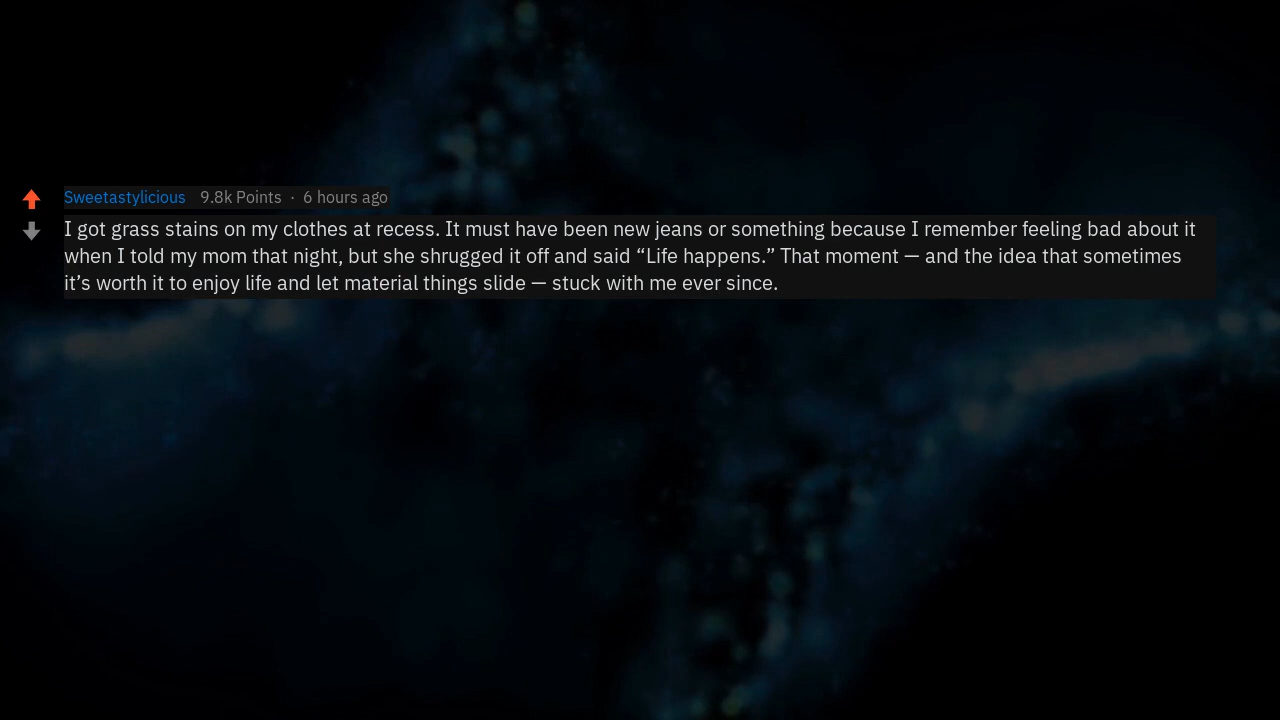 Sweetastylicious 9.8k Points · 6 hours ago
I got grass stains on my clothes at recess. It must have been new jeans or something because I remember feeling bad about it
when I told my mom that night, but she shrugged it off and said “Life happens.” That moment — and the idea that sometimes
it’s worth it to enjoy life and let material things slide — stuck with me ever since.